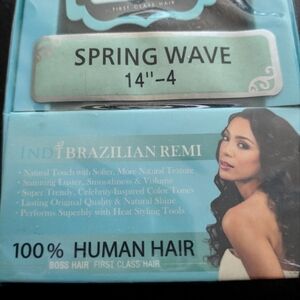 FIRST CLASS HAIR
SPRING WAVE
14"-4
INDI BRAZILIAN REMI
• Natural Touch with Softer, More Natural Texture
• Stunning Luster, Smoothness & Volume
• Super Trendy, Celebrity-Inspired Color Tones
• Lasting Original Quality & Natural Shine
• Performs Superbly with Heat Styling Tools
100% HUMAN HAIR
BOSS HAIR FIRST CLASS HAIR